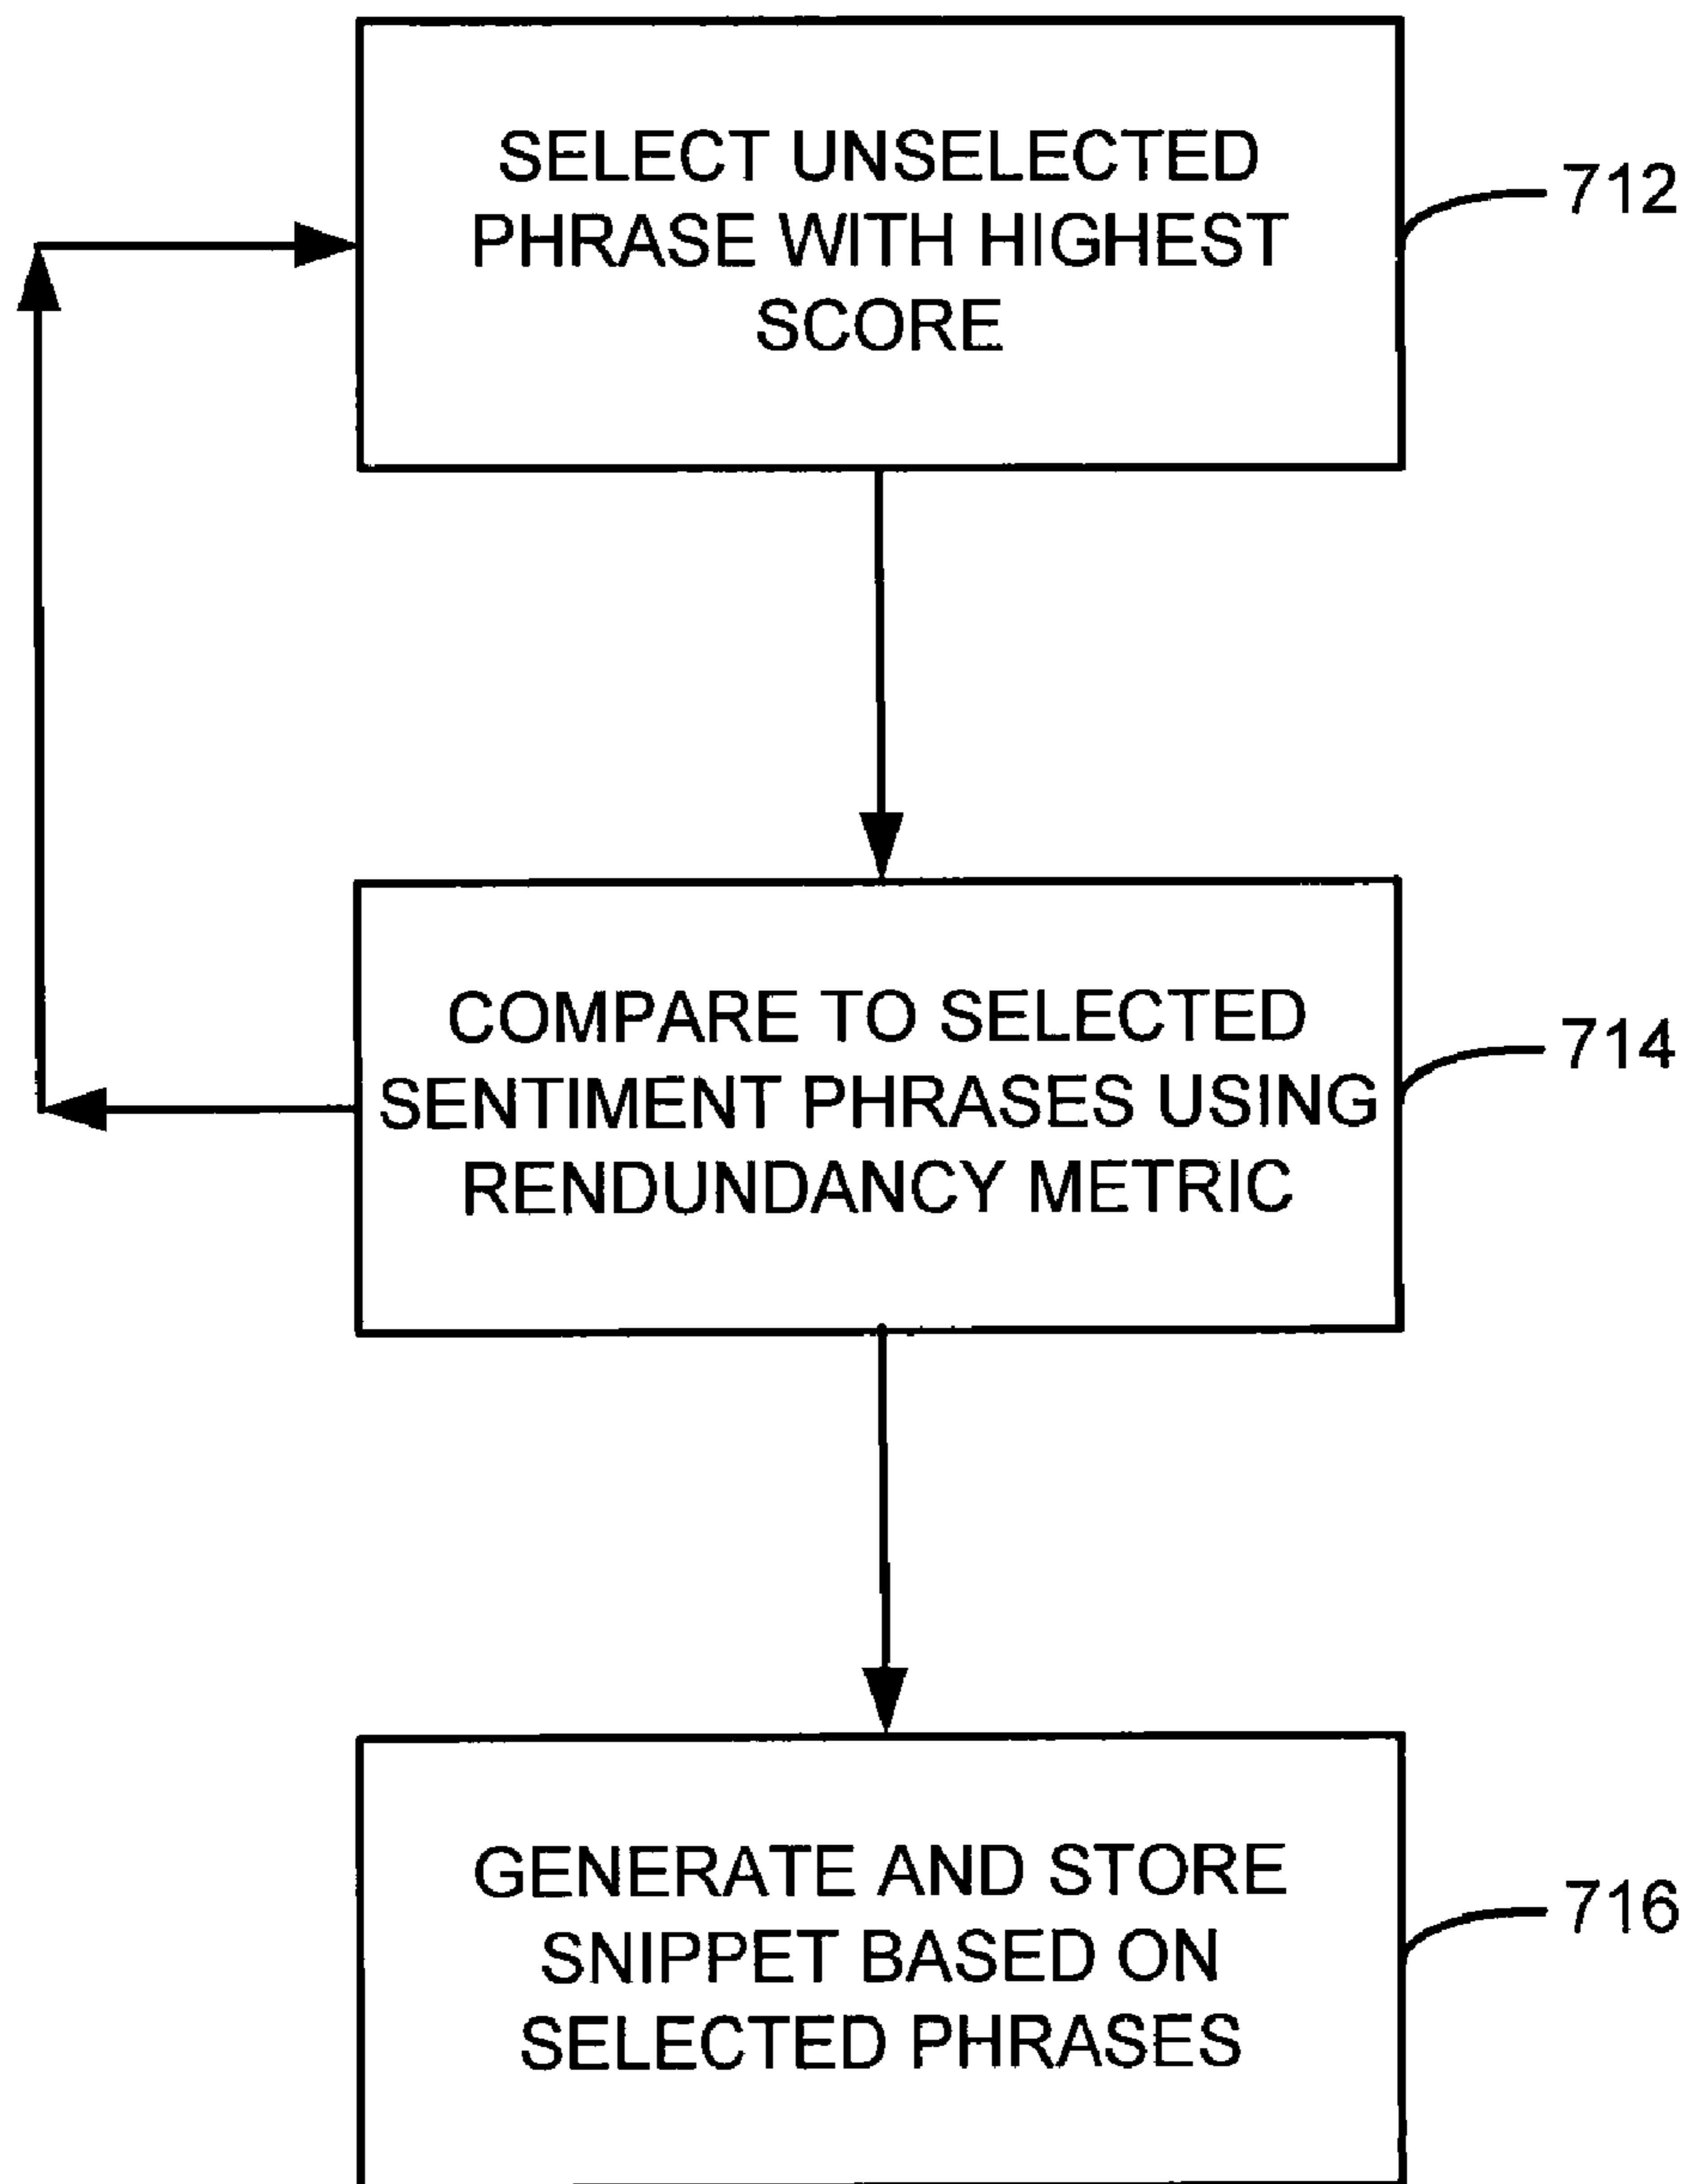 SELECT UNSELECTED
PHRASE WITH HIGHEST
SCORE
712
COMPARE TO SELECTED
SENTIMENT PHRASES USING
RENDUNDANCY METRIC
714
GENERATE AND STORE
SNIPPET BASED ON
SELECTED PHRASES
716